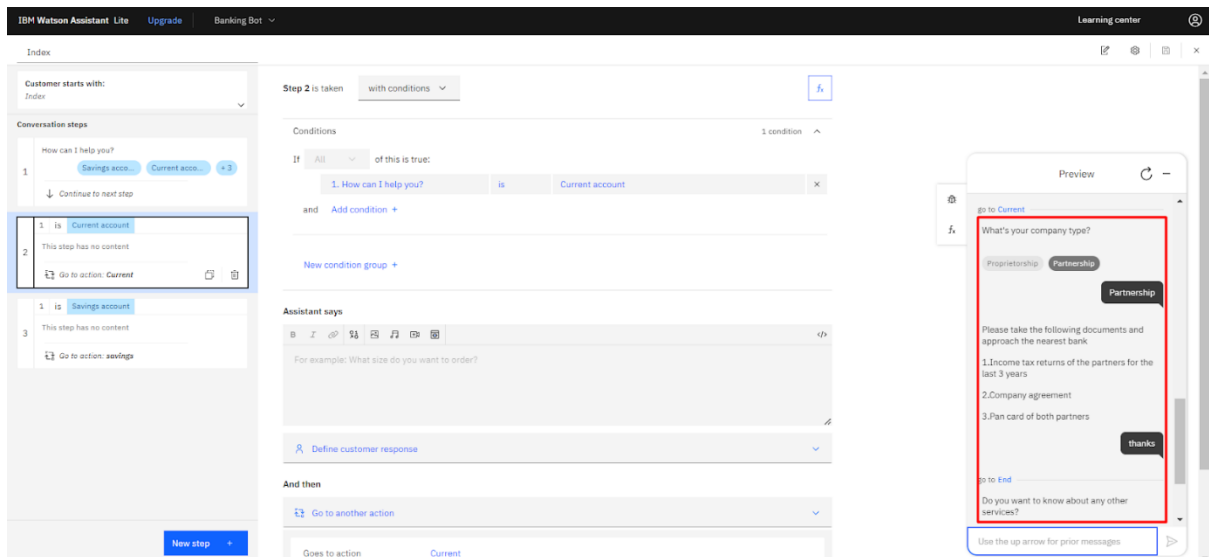 IBM Watson Assistant Lite Upgrade Banking Bot Learning center
Index
Customer starts with:
Index
Conversation steps
1
How can I help you?
Savings acco... Current acco... + 3
Continue to next step
2
1 is Current account
This step has no content
Go to action: Current
3
1 is Savings account
This step has no content
Go to action: savings
New step +
Step 2 is taken with conditions
fx
Conditions 1 condition
If All of this is true:
1. How can I help you? is Current account ×
and Add condition +
New condition group +
Assistant says
B I </>
For example: What size do you want to order?
Define customer response
And then
Go to another action
Goes to action Current
fx
Preview
go to Current
What's your company type?
Proprietorship Partnership
Partnership
Please take the following documents and
approach the nearest bank
1.Income tax returns of the partners for the
last 3 years
2.Company agreement
3.Pan card of both partners
thanks
go to End
Do you want to know about any other
services?
Use the up arrow for prior messages